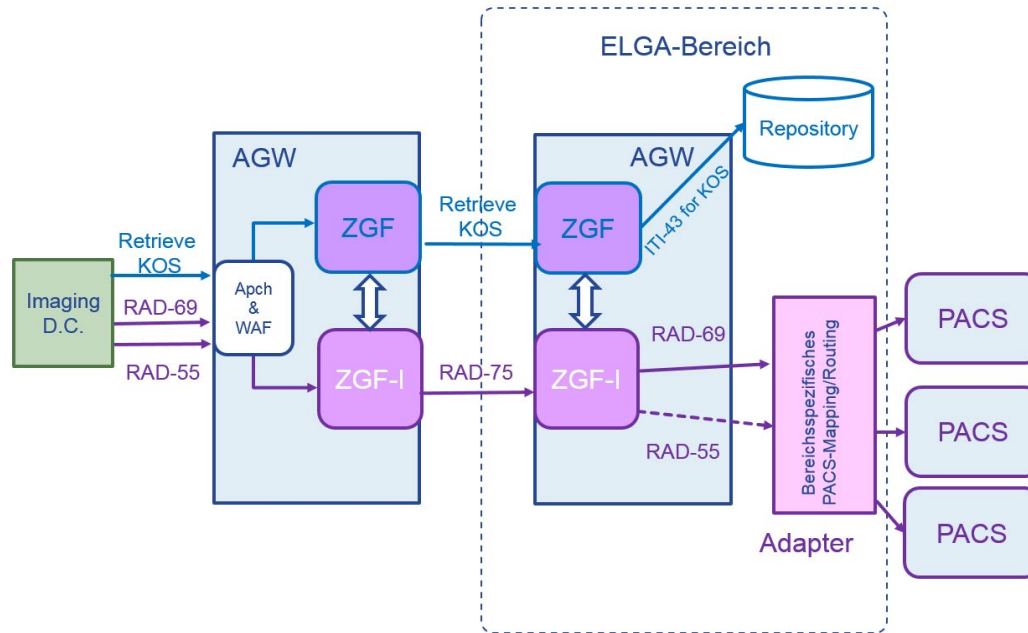 ELGA-Bereich
Repository
AGW
AGW
ZGF
Retrieve
KOS
ZGF
ITI-43 for KOS
Retrieve
KOS
Apch
&
WAF
Imaging
D.C.
RAD-69
RAD-55
ZGF-I
RAD-75
ZGF-I
RAD-69
RAD-55
Bereichsspezifisches
PACS-Mapping/Routing
Adapter
PACS
PACS
PACS